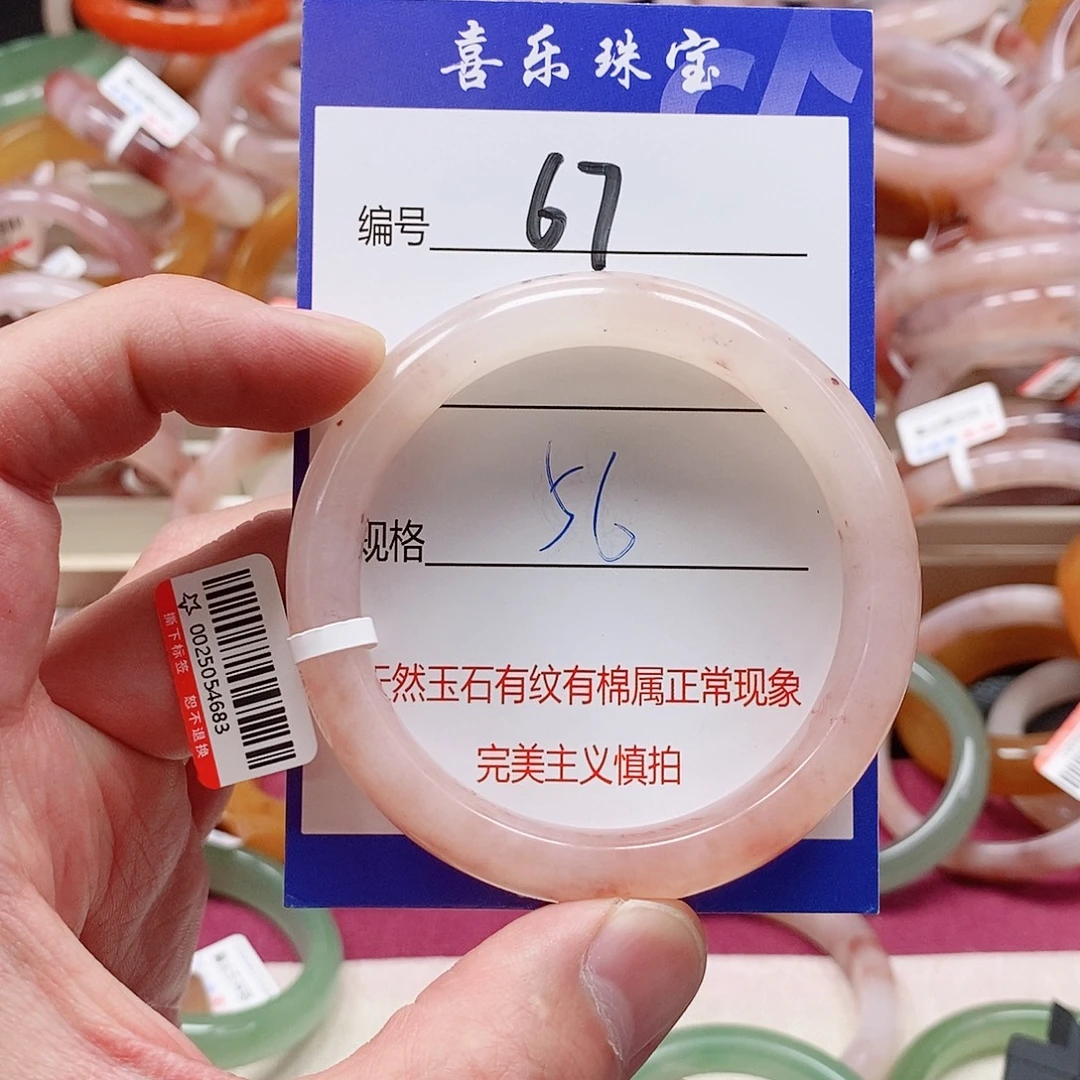 喜乐珠宝
编号 67
规格 56
天然玉石有纹有棉属正常现象
完美主义慎拍
☆ 0025054683
撕下标签 恕不退换